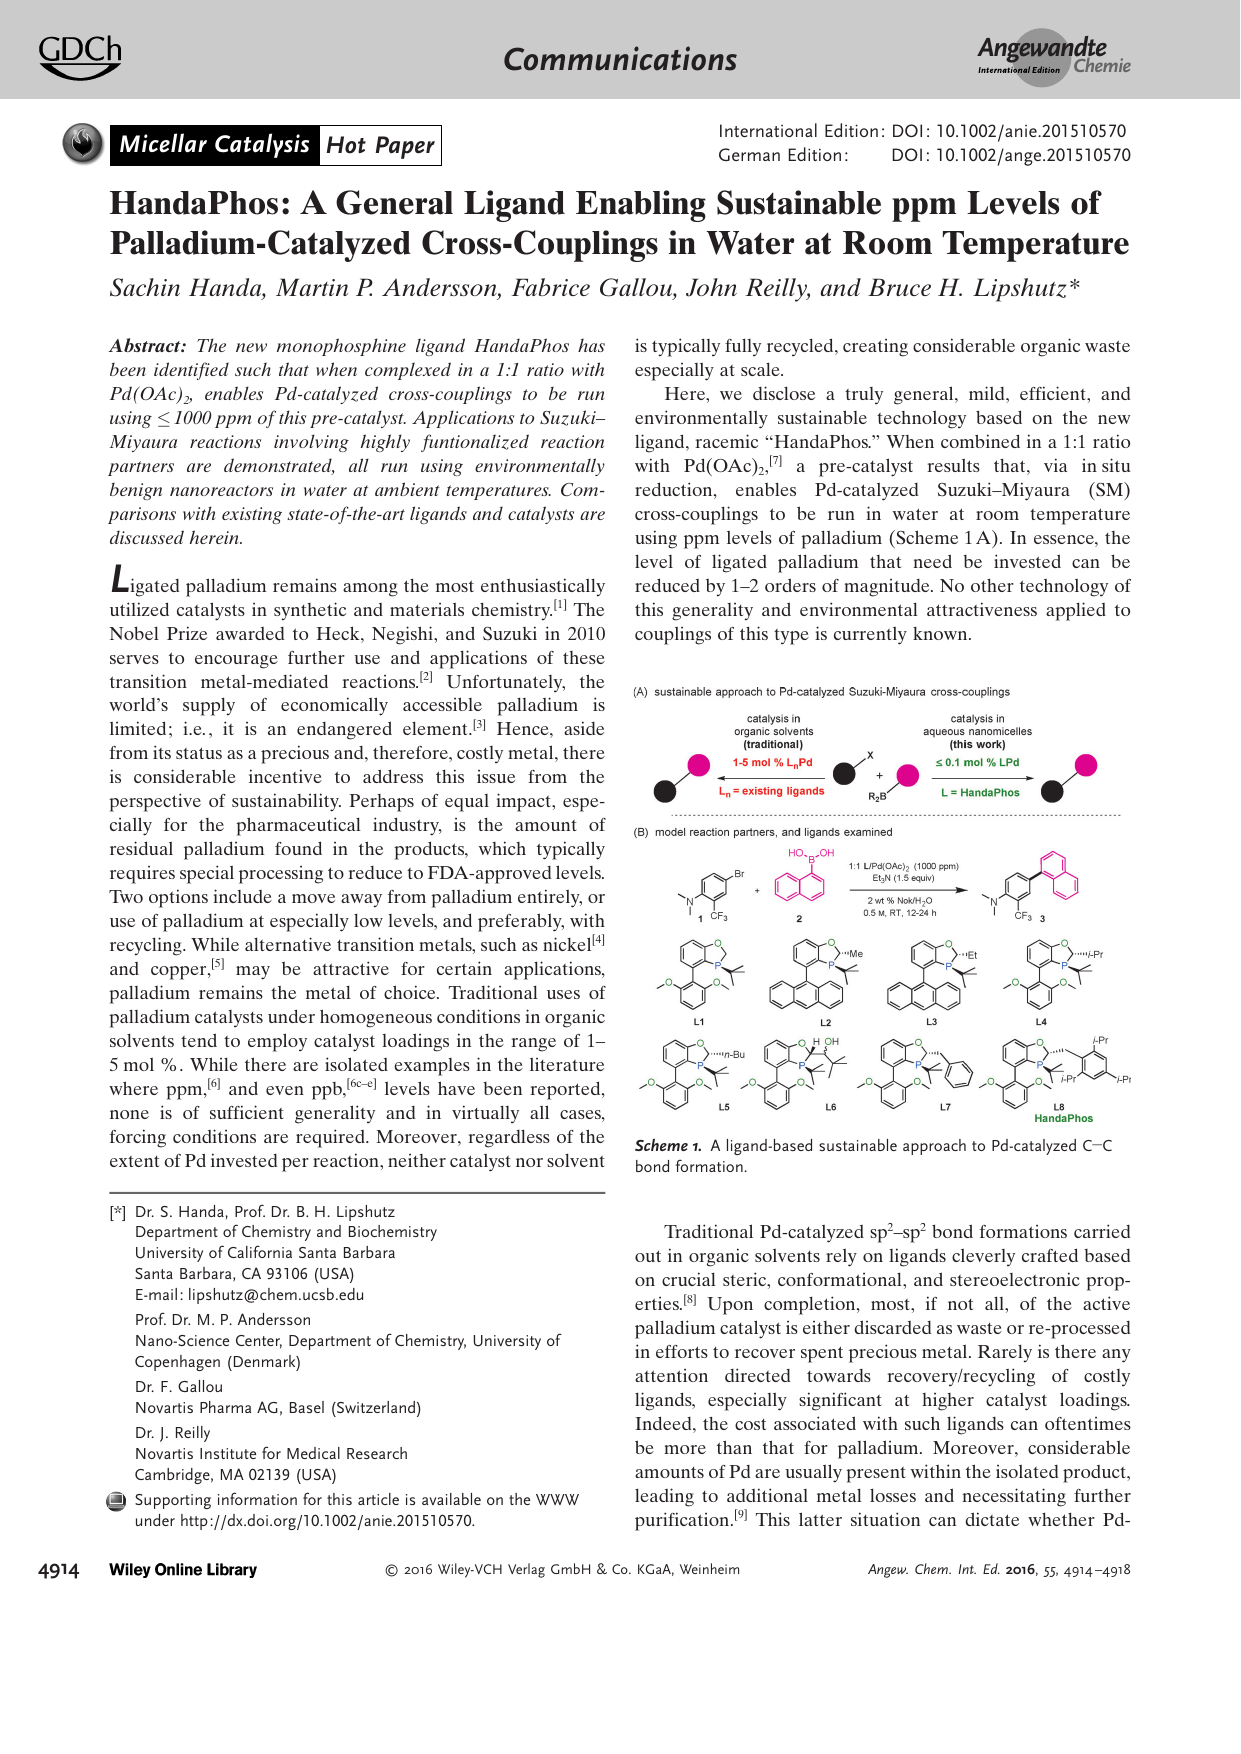 GDCh
Communications
Angewandte
International Edition
Chemie
Micellar Catalysis Hot Paper
International Edition: DOI: 10.1002/anie.201510570
German Edition: DOI: 10.1002/ange.201510570
HandaPhos: A General Ligand Enabling Sustainable ppm Levels of
Palladium-Catalyzed Cross-Couplings in Water at Room Temperature
Sachin Handa, Martin P. Andersson, Fabrice Gallou, John Reilly, and Bruce H. Lipshutz*
Abstract: The new monophosphine ligand HandaPhos has
been identified such that when complexed in a 1:1 ratio with
Pd(OAc)2, enables Pd-catalyzed cross-couplings to be run
using ≤ 1000 ppm of this pre-catalyst. Applications to Suzuki–
Miyaura reactions involving highly funtionalized reaction
partners are demonstrated, all run using environmentally
benign nanoreactors in water at ambient temperatures. Com-
parisons with existing state-of-the-art ligands and catalysts are
discussed herein.
Ligated palladium remains among the most enthusiastically
utilized catalysts in synthetic and materials chemistry.[1] The
Nobel Prize awarded to Heck, Negishi, and Suzuki in 2010
serves to encourage further use and applications of these
transition metal-mediated reactions.[2] Unfortunately, the
world's supply of economically accessible palladium is
limited; i.e., it is an endangered element.[3] Hence, aside
from its status as a precious and, therefore, costly metal, there
is considerable incentive to address this issue from the
perspective of sustainability. Perhaps of equal impact, espe-
cially for the pharmaceutical industry, is the amount of
residual palladium found in the products, which typically
requires special processing to reduce to FDA-approved levels.
Two options include a move away from palladium entirely, or
use of palladium at especially low levels, and preferably, with
recycling. While alternative transition metals, such as nickel[4]
and copper,[5] may be attractive for certain applications,
palladium remains the metal of choice. Traditional uses of
palladium catalysts under homogeneous conditions in organic
solvents tend to employ catalyst loadings in the range of 1–
5 mol %. While there are isolated examples in the literature
where ppm,[6] and even ppb,[6c–e] levels have been reported,
none is of sufficient generality and in virtually all cases,
forcing conditions are required. Moreover, regardless of the
extent of Pd invested per reaction, neither catalyst nor solvent
[*] Dr. S. Handa, Prof. Dr. B. H. Lipshutz
Department of Chemistry and Biochemistry
University of California Santa Barbara
Santa Barbara, CA 93106 (USA)
E-mail: lipshutz@chem.ucsb.edu
Prof. Dr. M. P. Andersson
Nano-Science Center, Department of Chemistry, University of
Copenhagen (Denmark)
Dr. F. Gallou
Novartis Pharma AG, Basel (Switzerland)
Dr. J. Reilly
Novartis Institute for Medical Research
Cambridge, MA 02139 (USA)
Supporting information for this article is available on the WWW
under http://dx.doi.org/10.1002/anie.201510570.
is typically fully recycled, creating considerable organic waste
especially at scale.
Here, we disclose a truly general, mild, efficient, and
environmentally sustainable technology based on the new
ligand, racemic “HandaPhos.” When combined in a 1:1 ratio
with Pd(OAc)2,[7] a pre-catalyst results that, via in situ
reduction, enables Pd-catalyzed Suzuki–Miyaura (SM)
cross-couplings to be run in water at room temperature
using ppm levels of palladium (Scheme 1 A). In essence, the
level of ligated palladium that need be invested can be
reduced by 1–2 orders of magnitude. No other technology of
this generality and environmental attractiveness applied to
couplings of this type is currently known.
(A) sustainable approach to Pd-catalyzed Suzuki-Miyaura cross-couplings
catalysis in
organic solvents
(traditional)
1-5 mol % LnPd
Ln = existing ligands
X
+
R2B
catalysis in
aqueous nanomicelles
(this work)
≤ 0.1 mol % LPd
L = HandaPhos
(B) model reaction partners, and ligands examined
Br
N
CF3
1
+
HO B OH
2
1:1 L/Pd(OAc)2 (1000 ppm)
Et3N (1.5 equiv)
2 wt % Nok/H2O
0.5 M, RT, 12-24 h
N
CF3
3
O P O O
L1
O P Me
L2
O P Et
L3
O P i-Pr O O
L4
O P n-Bu O O
L5
O H OH P O O
L6
O P O O
L7
O P O O i-Pr i-Pr i-Pr
L8
HandaPhos
Scheme 1. A ligand-based sustainable approach to Pd-catalyzed C–C
bond formation.
Traditional Pd-catalyzed sp2–sp2 bond formations carried
out in organic solvents rely on ligands cleverly crafted based
on crucial steric, conformational, and stereoelectronic prop-
erties.[8] Upon completion, most, if not all, of the active
palladium catalyst is either discarded as waste or re-processed
in efforts to recover spent precious metal. Rarely is there any
attention directed towards recovery/recycling of costly
ligands, especially significant at higher catalyst loadings.
Indeed, the cost associated with such ligands can oftentimes
be more than that for palladium. Moreover, considerable
amounts of Pd are usually present within the isolated product,
leading to additional metal losses and necessitating further
purification.[9] This latter situation can dictate whether Pd-
4914 Wiley Online Library
© 2016 Wiley-VCH Verlag GmbH & Co. KGaA, Weinheim
Angew. Chem. Int. Ed. 2016, 55, 4914–4918